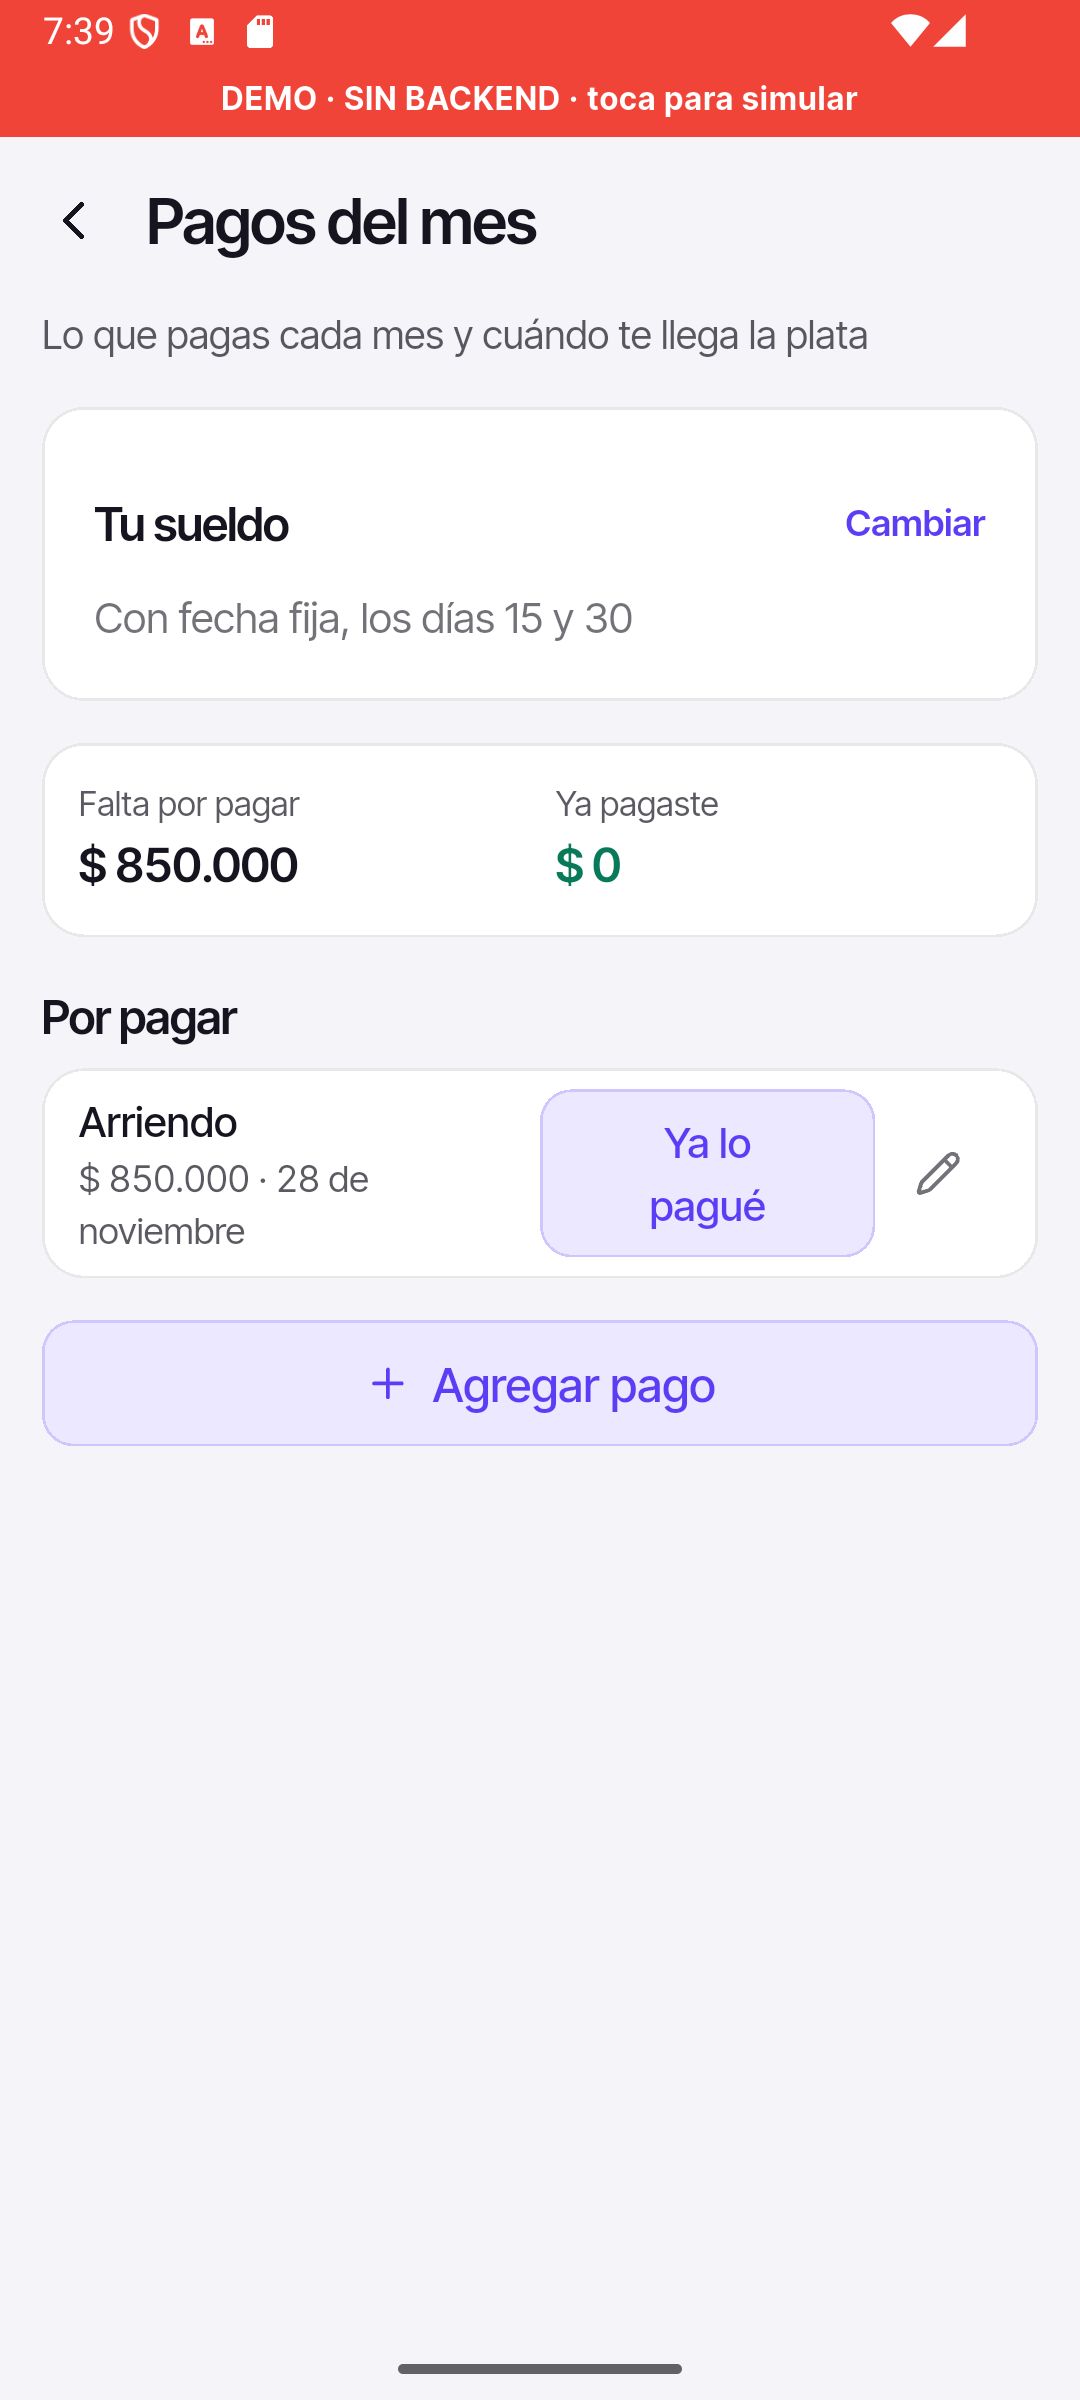 7:39
DEMO · SIN BACKEND · toca para simular
Pagos del mes
Lo que pagas cada mes y cuándo te llega la plata
Tu sueldo
Cambiar
Con fecha fija, los días 15 y 30
Falta por pagar
$ 850.000
Ya pagaste
$ 0
Por pagar
Arriendo
$ 850.000 · 28 de
noviembre
Ya lo
pagué
+ Agregar pago